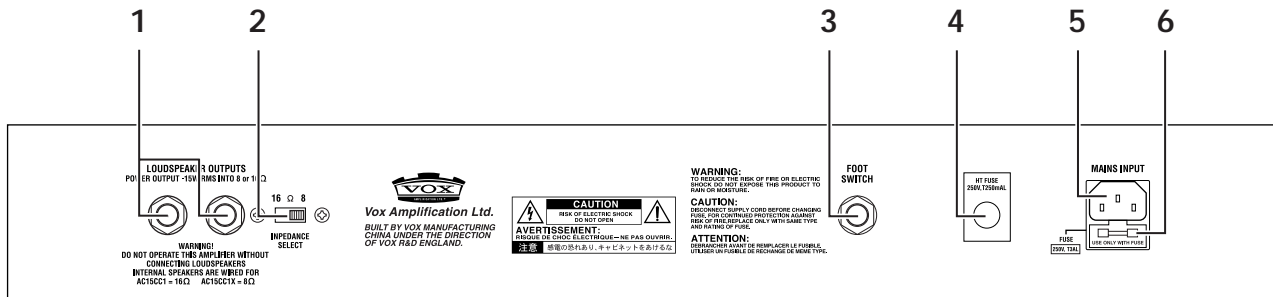 1
2
3
4
5
6
LOUDSPEAKER OUTPUTS
POWER OUTPUT -15W RMS INTO 8 or 16Ω
16 Ω 8
IMPEDANCE
SELECT
WARNING!
DO NOT OPERATE THIS AMPLIFIER WITHOUT
CONNECTING LOUDSPEAKERS
INTERNAL SPEAKERS ARE WIRED FOR
AC15CC1 = 16Ω AC15CC1X = 8Ω
VOX
AMPLIFICATION LTD.
Vox Amplification Ltd.
BUILT BY VOX MANUFACTURING
CHINA UNDER THE DIRECTION
OF VOX R&D ENGLAND.
CAUTION
RISK OF ELECTRIC SHOCK
DO NOT OPEN
AVERTISSEMENT:
RISQUE DE CHOC ÉLECTRIQUE—NE PAS OUVRIR.
注意 感電の恐れあり、キャビネットをあけるな
WARNING:
TO REDUCE THE RISK OF FIRE OR ELECTRIC
SHOCK DO NOT EXPOSE THIS PRODUCT TO
RAIN OR MOISTURE.
CAUTION:
DISCONNECT SUPPLY CORD BEFORE CHANGING
FUSE, FOR CONTINUED PROTECTION AGAINST
RISK OF FIRE,REPLACE ONLY WITH SAME TYPE
AND RATING OF FUSE.
ATTENTION:
DEBRANCHER AVANT DE REMPLACER LE FUSIBLE,
UTILISER UN FUSIBLE DE RECHANGE DE MEME TYPE.
FOOT
SWITCH
HT FUSE
250V,T250mAL
MAINS INPUT
FUSE
250V, T3AL
USE ONLY WITH FUSE